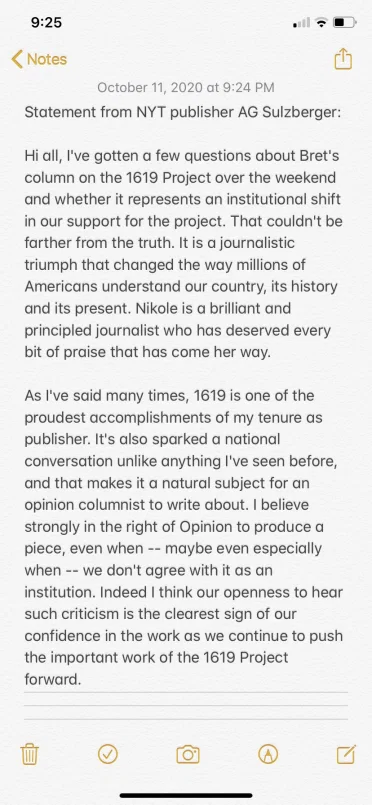 9:25
Notes
October 11, 2020 at 9:24 PM
Statement from NYT publisher AG Sulzberger:
Hi all, I've gotten a few questions about Bret's
column on the 1619 Project over the weekend
and whether it represents an institutional shift
in our support for the project. That couldn't be
farther from the truth. It is a journalistic
triumph that changed the way millions of
Americans understand our country, its history
and its present. Nikole is a brilliant and
principled journalist who has deserved every
bit of praise that has come her way.
As I've said many times, 1619 is one of the
proudest accomplishments of my tenure as
publisher. It's also sparked a national
conversation unlike anything I've seen before,
and that makes it a natural subject for an
opinion columnist to write about. I believe
strongly in the right of Opinion to produce a
piece, even when -- maybe even especially
when -- we don't agree with it as an
institution. Indeed I think our openness to hear
such criticism is the clearest sign of our
confidence in the work as we continue to push
the important work of the 1619 Project
forward.